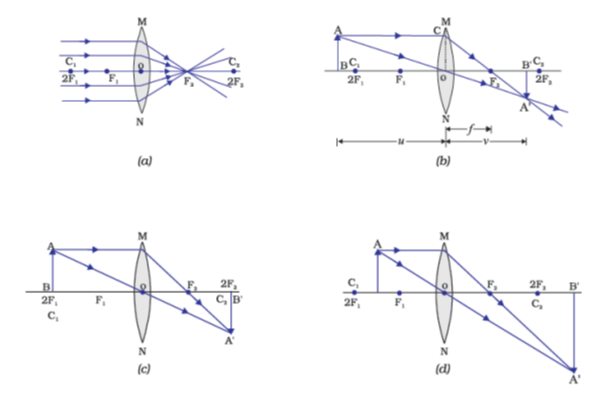 M
C₁
O
C₂
2F₁
F₁
F₂
2F₂
N
(a)
A
C
M
B
C₁
O
B'
C₂
2F₁
F₁
F₂
2F₂
A'
N
f
u
v
(b)
A
M
B
O
F₂
2F₂
2F₁
F₁
C₂
B'
C₁
A'
N
(c)
A
M
C₁
O
F₂
2F₂
B'
2F₁
F₁
C₂
A'
N
(d)